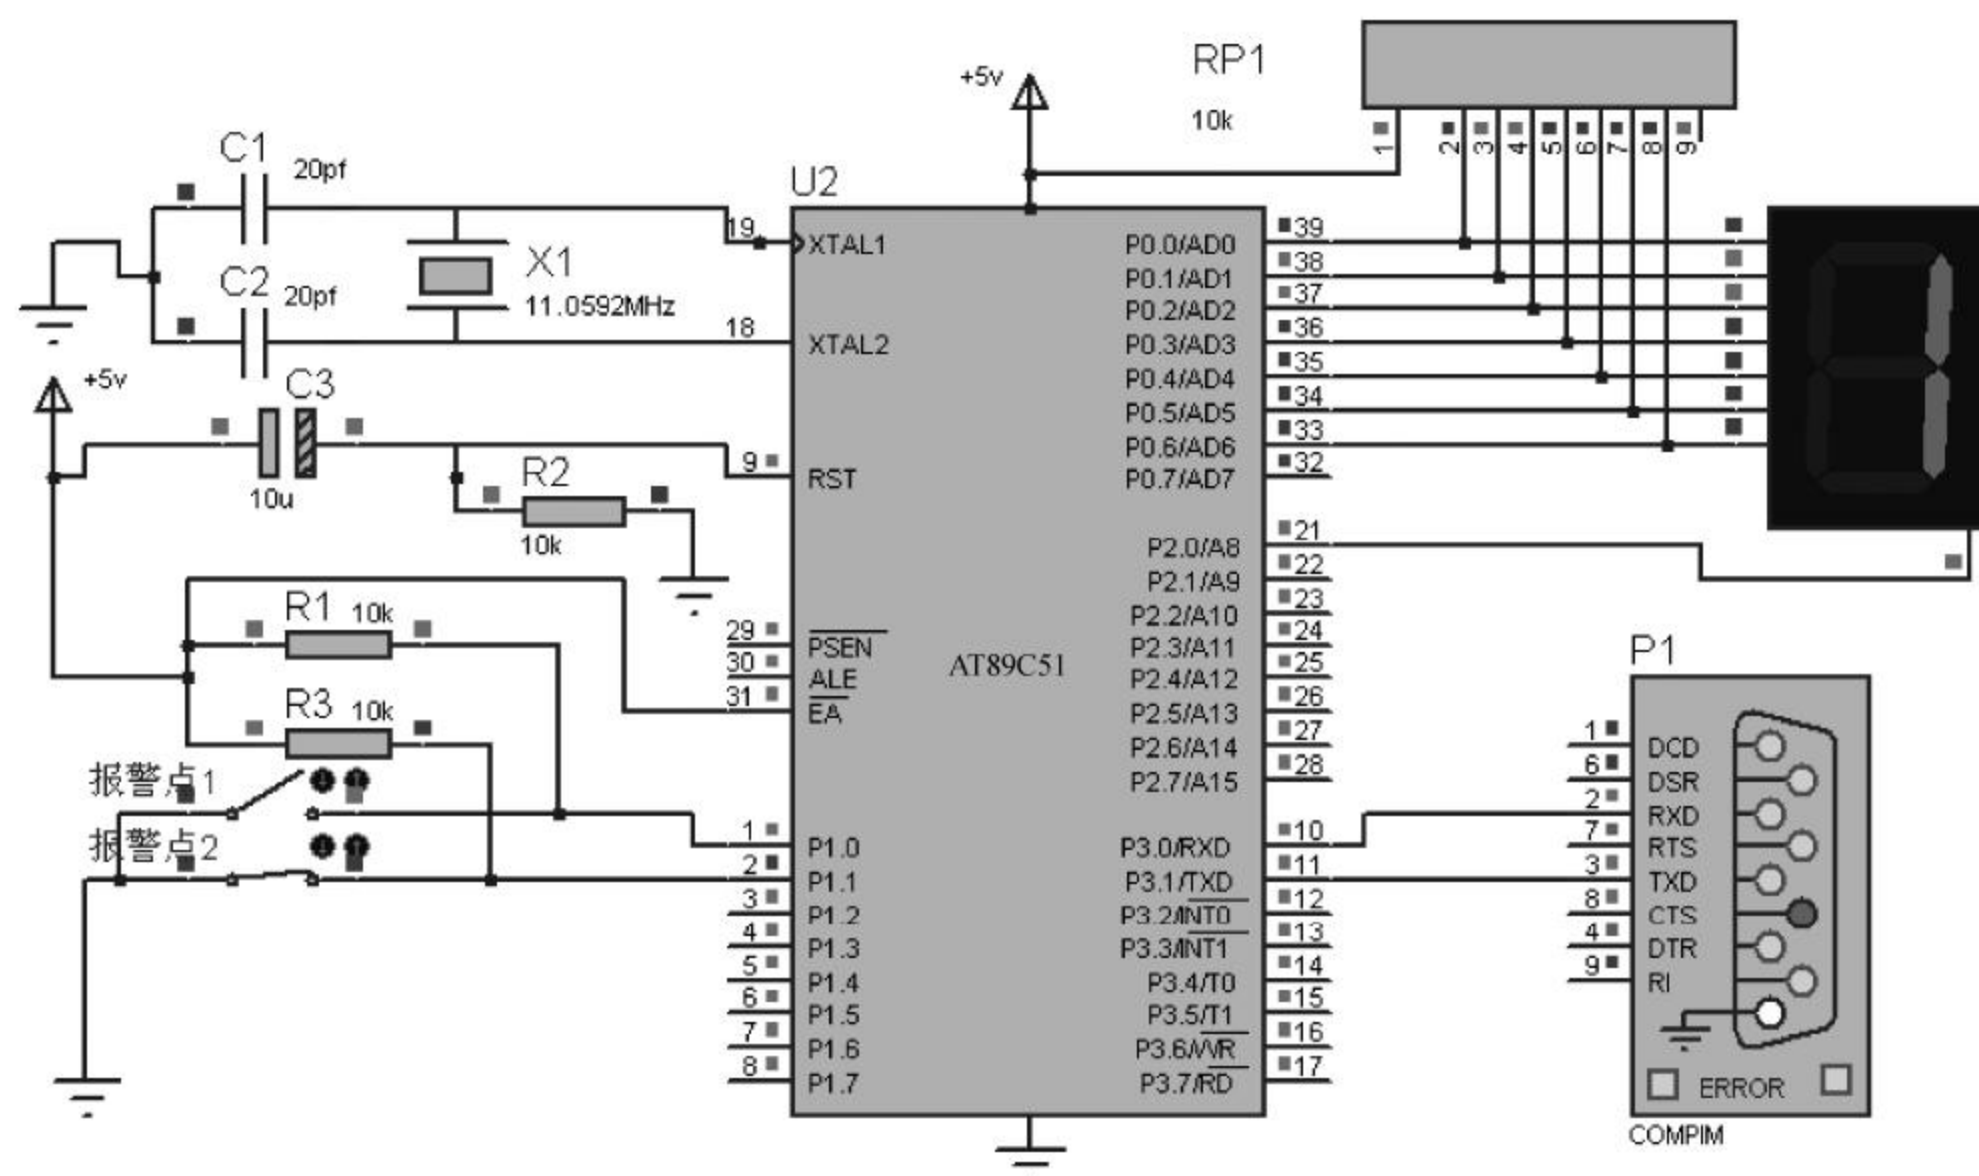 RP1
10k
1
2
3
4
5
6
7
8
9
+5v
C1
20pf
C2
20pf
X1
11.0592MHz
+5v
C3
10u
R2
10k
R1 10k
R3 10k
报警点1
报警点2
U2
AT89C51
19 XTAL1
18 XTAL2
9 RST
29 PSEN
30 ALE
31 EA
1 P1.0
2 P1.1
3 P1.2
4 P1.3
5 P1.4
6 P1.5
7 P1.6
8 P1.7
P0.0/AD0 39
P0.1/AD1 38
P0.2/AD2 37
P0.3/AD3 36
P0.4/AD4 35
P0.5/AD5 34
P0.6/AD6 33
P0.7/AD7 32
P2.0/A8 21
P2.1/A9 22
P2.2/A10 23
P2.3/A11 24
P2.4/A12 25
P2.5/A13 26
P2.6/A14 27
P2.7/A15 28
P3.0/RXD 10
P3.1/TXD 11
P3.2/INT0 12
P3.3/INT1 13
P3.4/T0 14
P3.5/T1 15
P3.6/WR 16
P3.7/RD 17
P1
1 DCD
6 DSR
2 RXD
7 RTS
3 TXD
8 CTS
4 DTR
9 RI
ERROR
COMPIM